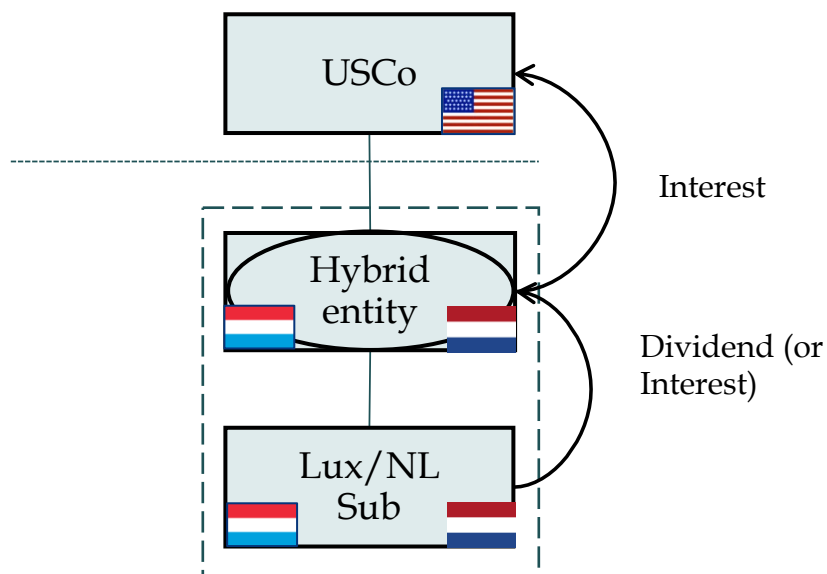 USCo
Interest
Hybrid
entity
Dividend (or
Interest)
Lux/NL
Sub